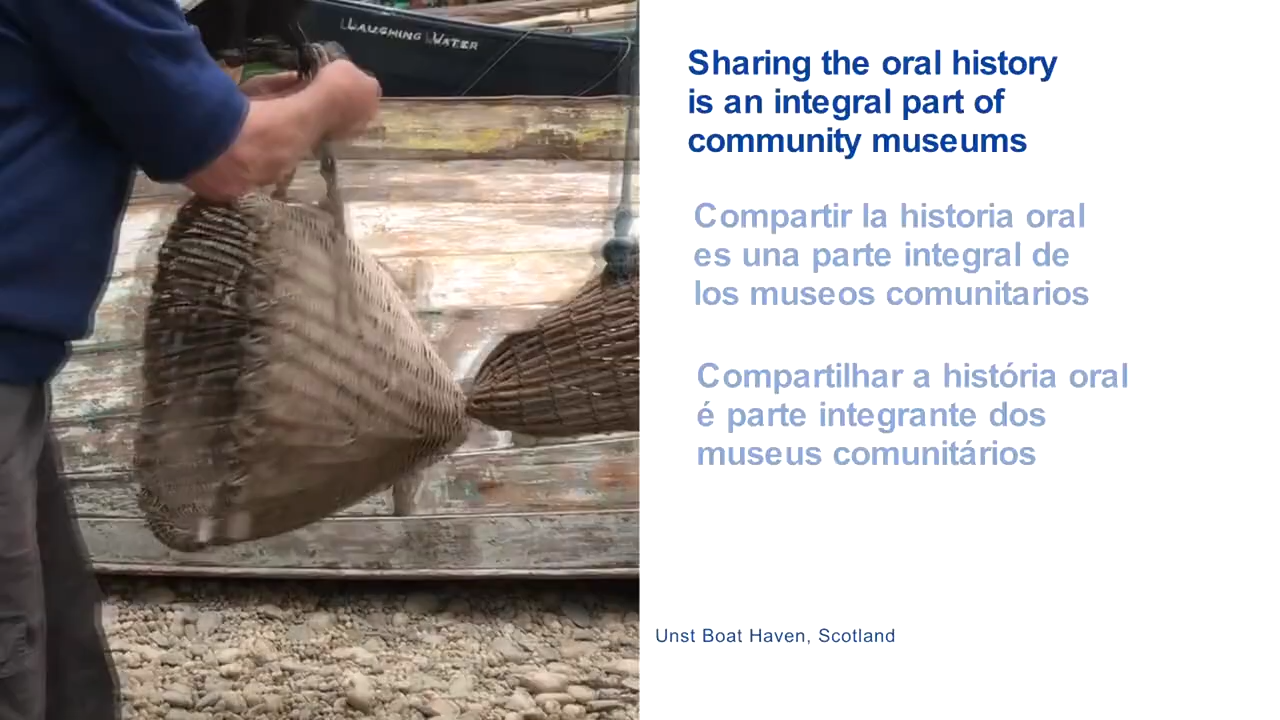 LAUGHING WATER
Sharing the oral history
is an integral part of
community museums
Compartir la historia oral
es una parte integral de
los museos comunitarios
Compartilhar a história oral
é parte integrante dos
museus comunitários
Unst Boat Haven, Scotland